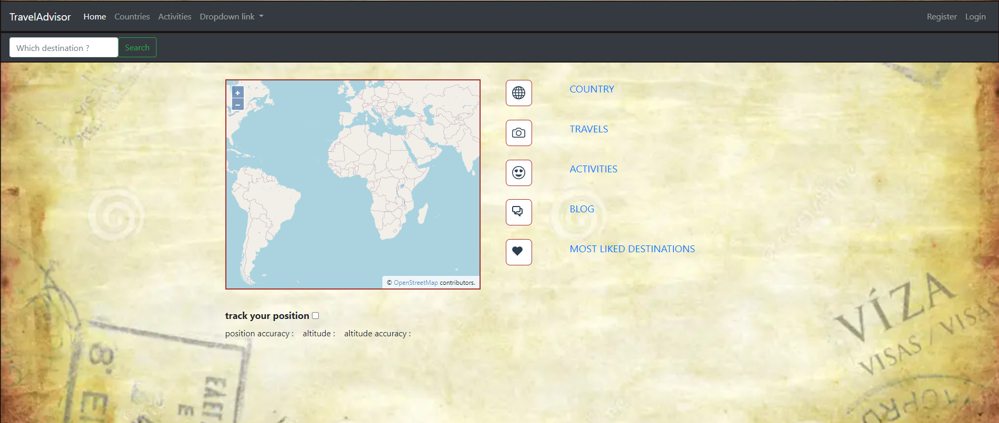 TravelAdvisor Home Countries Activities Dropdown link Register Login
Which destination ? Search
+
−
© OpenStreetMap contributors.
COUNTRY
TRAVELS
ACTIVITIES
BLOG
MOST LIKED DESTINATIONS
track your position
position accuracy : altitude : altitude accuracy :
VÍZA
VISAS / VISAS